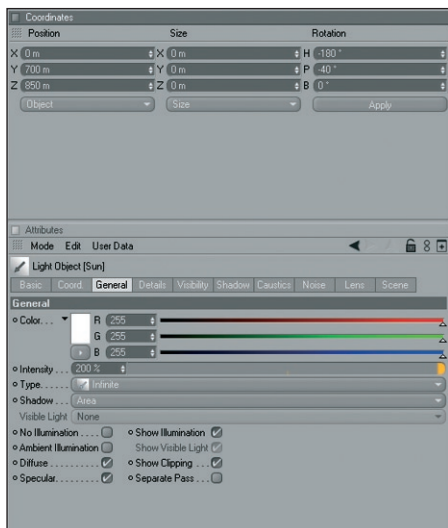 Coordinates
Position Size Rotation
X 0 m X 0 m H -180 °
Y 700 m Y 0 m P -40 °
Z 850 m Z 0 m B 0 °
Object Size Apply
Attributes
Mode Edit User Data
Light Object [Sun]
Basic Coord. General Details Visibility Shadow Caustics Noise Lens Scene
General
Color. . . R 255
G 255
B 255
Intensity . . . 200 %
Type. . . . . . Infinite
Shadow . . . Area
Visible Light None
No Illumination . . . . Show Illumination
Ambient Illumination Show Visible Light
Diffuse . . . . . . . . . . Show Clipping . . .
Specular. . . . . . . . . Separate Pass . . .